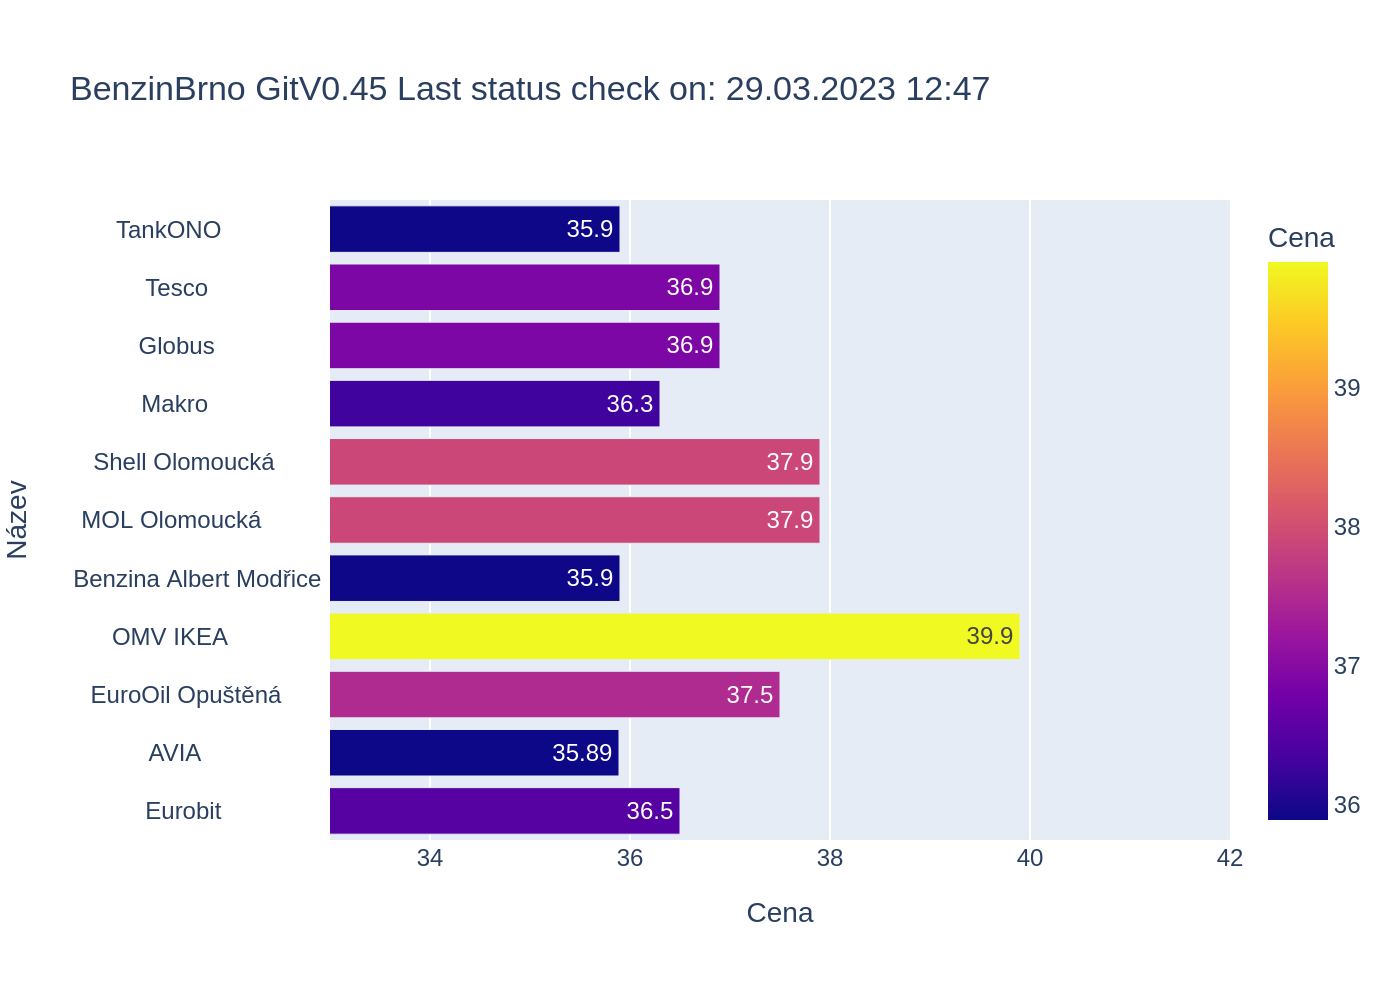 BenzinBrno GitV0.45 Last status check on: 29.03.2023 12:47
TankONO 35.9
Tesco 36.9
Globus 36.9
Makro 36.3
Shell Olomoucká 37.9
MOL Olomoucká 37.9
Benzina Albert Modřice 35.9
OMV IKEA 39.9
EuroOil Opuštěná 37.5
AVIA 35.89
Eurobit 36.5
Název
34 36 38 40 42
Cena
Cena
39
38
37
36